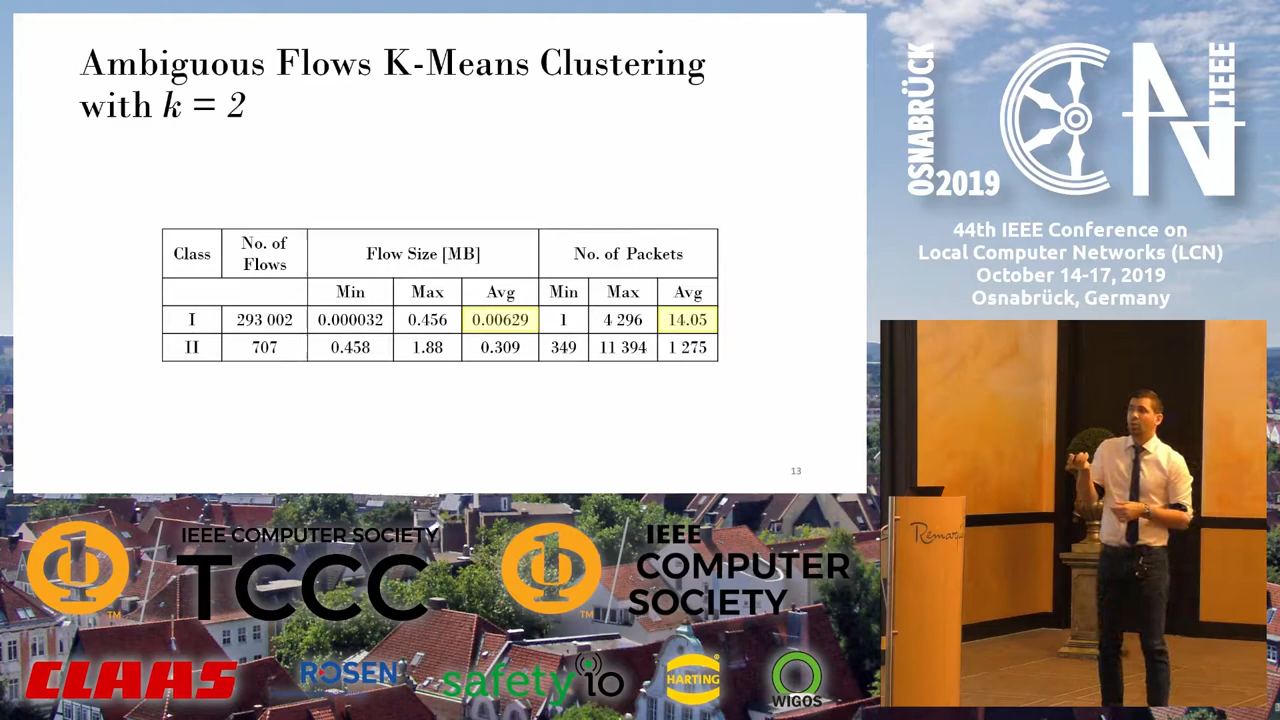 Ambiguous Flows K-Means Clustering
with k = 2
Class
No. of
Flows
Flow Size [MB]
No. of Packets
Min Max Avg Min Max Avg
I 293 002 0.000032 0.456 0.00629 1 4 296 14.05
II 707 0.458 1.88 0.309 349 11 394 1 275
13
OSNABRÜCK
2019
LCN
IEEE
44th IEEE Conference on
Local Computer Networks (LCN)
October 14-17, 2019
Osnabrück, Germany
IEEE COMPUTER SOCIETY
TCCC
TM
IEEE
COMPUTER
SOCIETY
TM
CLAAS
ROSEN
safetyio
HARTING
WIGOS